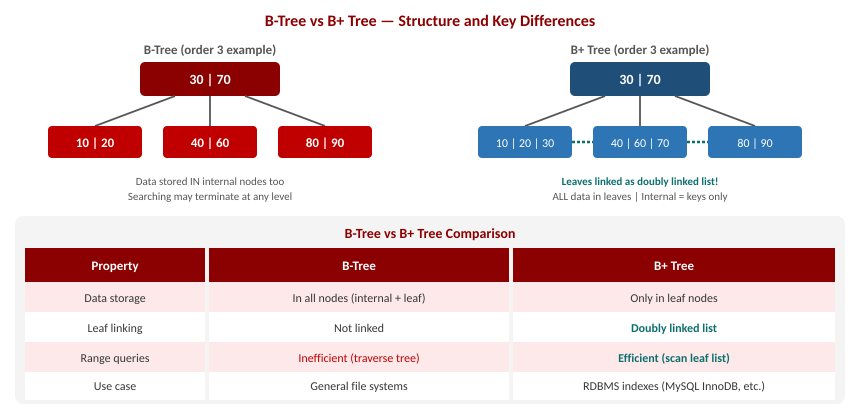 B-Tree vs B+ Tree — Structure and Key Differences
B-Tree (order 3 example)
30 | 70
10 | 20
40 | 60
80 | 90
Data stored IN internal nodes too
Searching may terminate at any level
B+ Tree (order 3 example)
30 | 70
10 | 20 | 30
40 | 60 | 70
80 | 90
Leaves linked as doubly linked list!
ALL data in leaves | Internal = keys only
B-Tree vs B+ Tree Comparison
Property B-Tree B+ Tree
Data storage In all nodes (internal + leaf) Only in leaf nodes
Leaf linking Not linked Doubly linked list
Range queries Inefficient (traverse tree) Efficient (scan leaf list)
Use case General file systems RDBMS indexes (MySQL InnoDB, etc.)